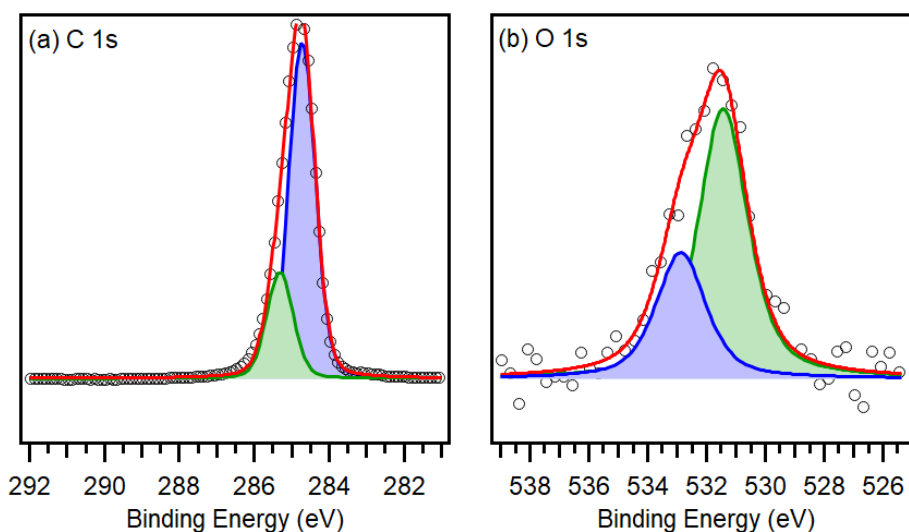 (a) C 1s
292 290 288 286 284 282
Binding Energy (eV)
(b) O 1s
538 536 534 532 530 528 526
Binding Energy (eV)